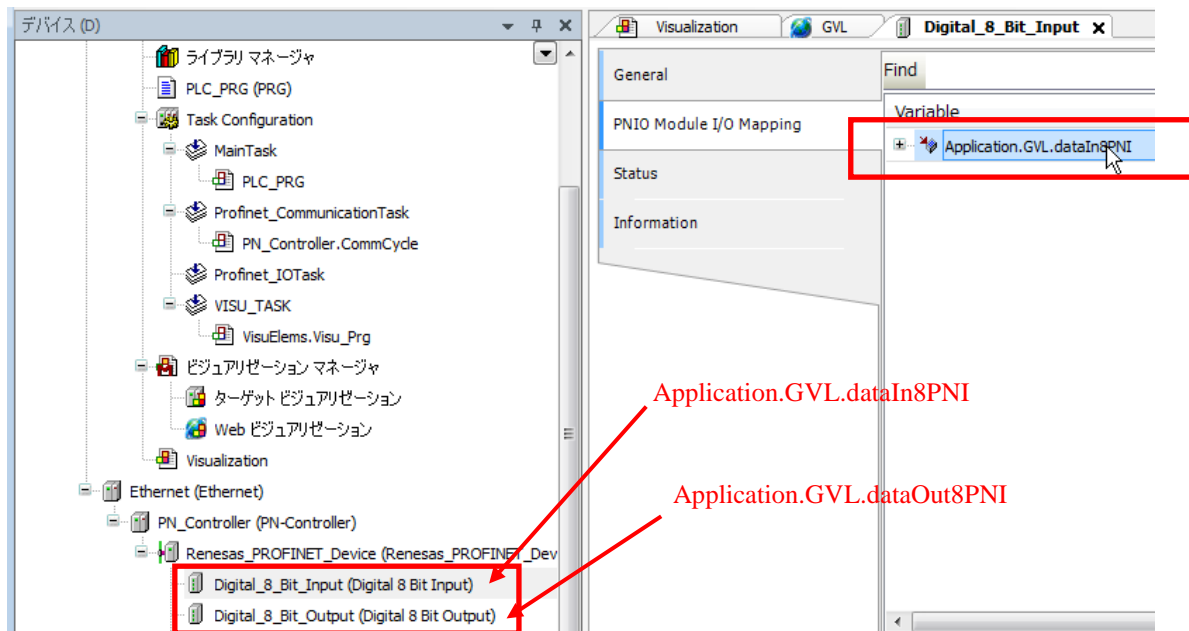 デバイス (D)
ライブラリ マネージャ
PLC_PRG (PRG)
Task Configuration
MainTask
PLC_PRG
Profinet_CommunicationTask
PN_Controller.CommCycle
Profinet_IOTask
VISU_TASK
VisuElems.Visu_Prg
ビジュアリゼーション マネージャ
ターゲット ビジュアリゼーション
Web ビジュアリゼーション
Visualization
Ethernet (Ethernet)
PN_Controller (PN-Controller)
Renesas_PROFINET_Device (Renesas_PROFINET_Dev
Digital_8_Bit_Input (Digital 8 Bit Input)
Digital_8_Bit_Output (Digital 8 Bit Output)
Visualization GVL Digital_8_Bit_Input
General
PNIO Module I/O Mapping
Status
Information
Find
Variable
Application.GVL.dataIn8PNI
Application.GVL.dataIn8PNI
Application.GVL.dataOut8PNI